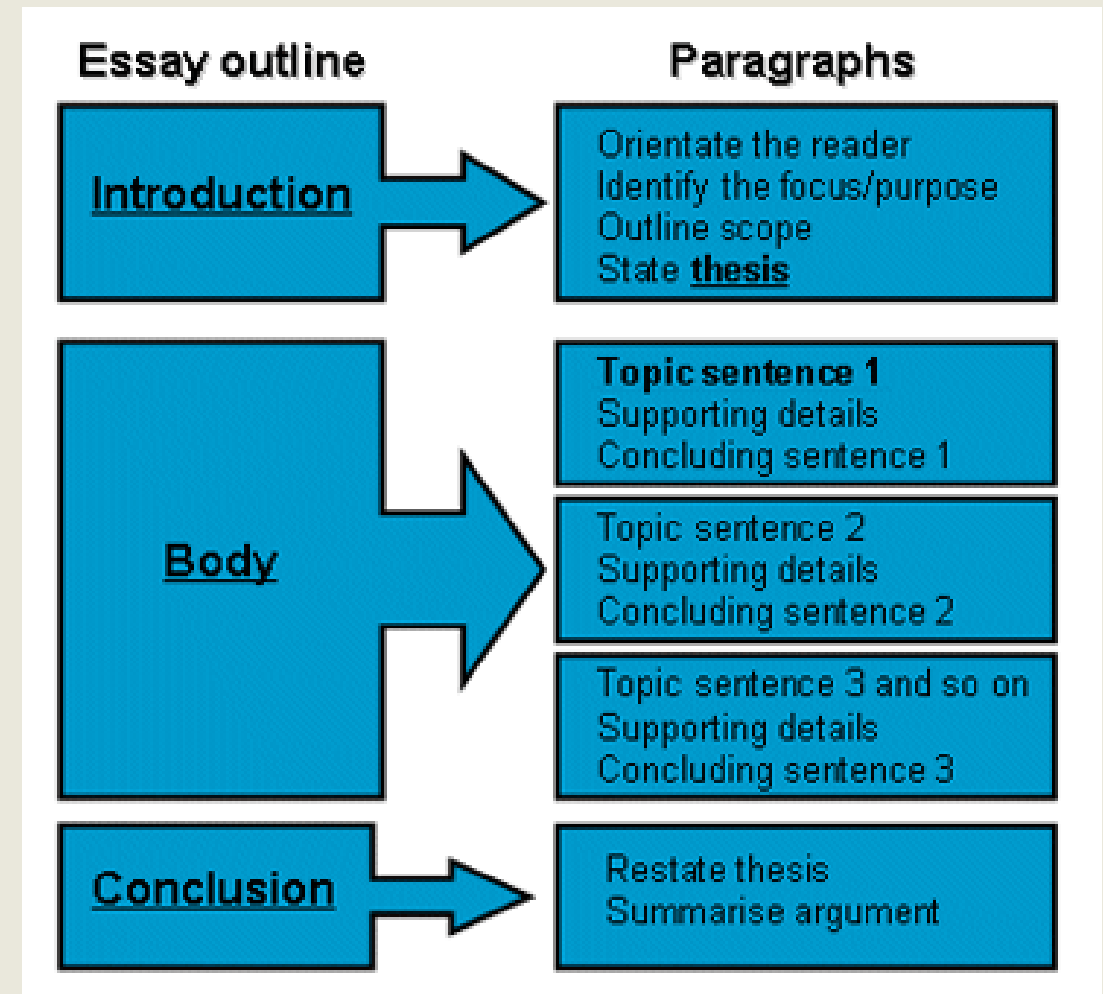 Essay outline
Paragraphs
Introduction
Orientate the reader
Identify the focus/purpose
Outline scope
State thesis
Body
Topic sentence 1
Supporting details
Concluding sentence 1
Topic sentence 2
Supporting details
Concluding sentence 2
Topic sentence 3 and so on
Supporting details
Concluding sentence 3
Conclusion
Restate thesis
Summarise argument